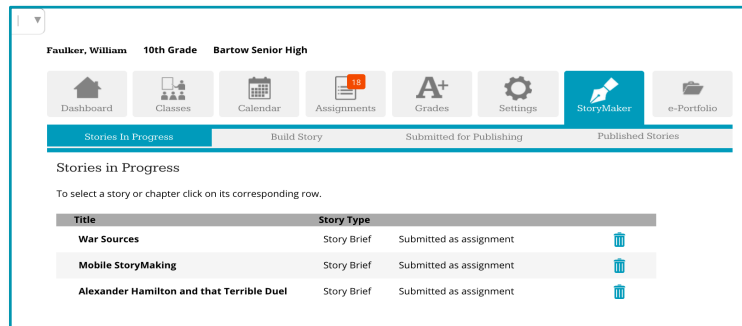 Faulker, William 10th Grade Bartow Senior High
18
Dashboard Classes Calendar Assignments A+ Grades Settings StoryMaker e-Portfolio
Stories In Progress Build Story Submitted for Publishing Published Stories
Stories in Progress
To select a story or chapter click on its corresponding row.
Title Story Type
War Sources Story Brief Submitted as assignment
Mobile StoryMaking Story Brief Submitted as assignment
Alexander Hamilton and that Terrible Duel Story Brief Submitted as assignment